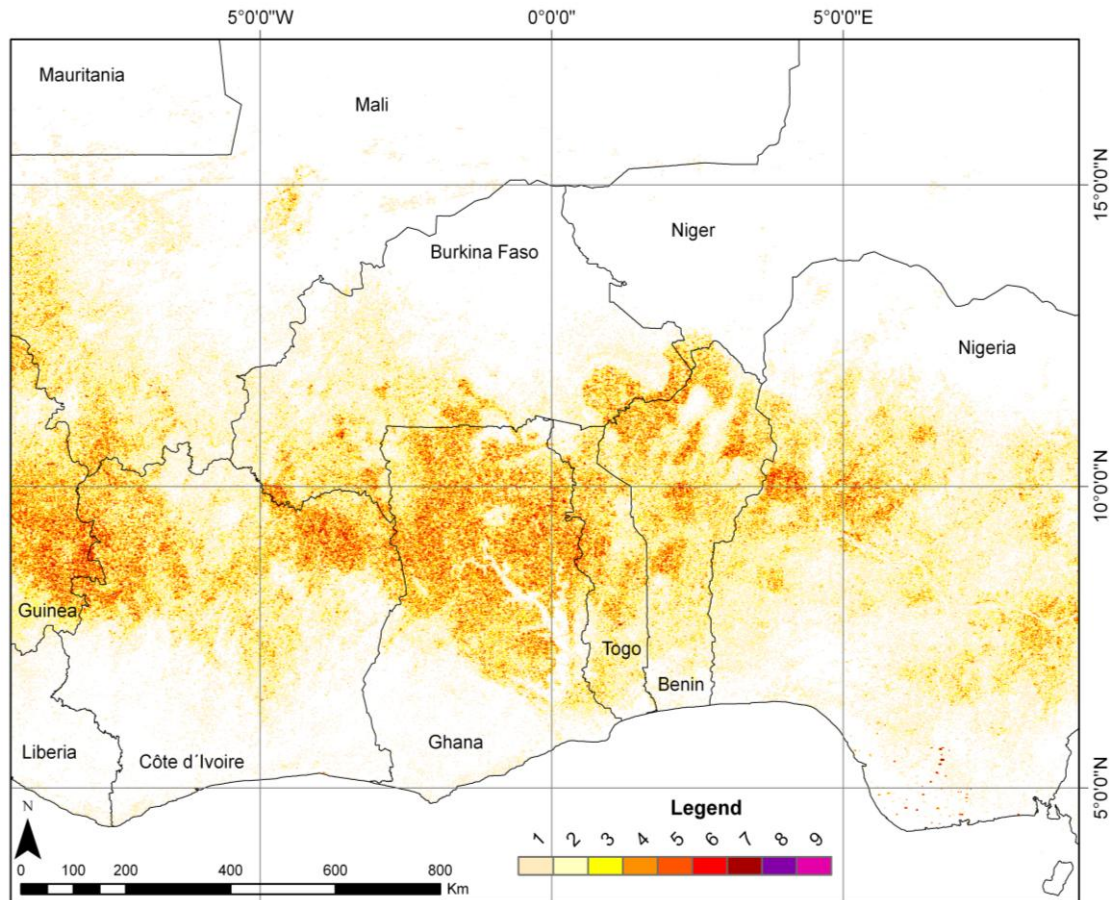 5°0'0"W 0°0'0" 5°0'0"E
Mauritania
Mali
15°0'0"N
Niger
Burkina Faso
Nigeria
10°0'0"N
Guinea
Togo
Benin
Liberia
Côte d´Ivoire
Ghana
5°0'0"N
N
Legend
1 2 3 4 5 6 7 8 9
0 100 200 400 600 800
Km